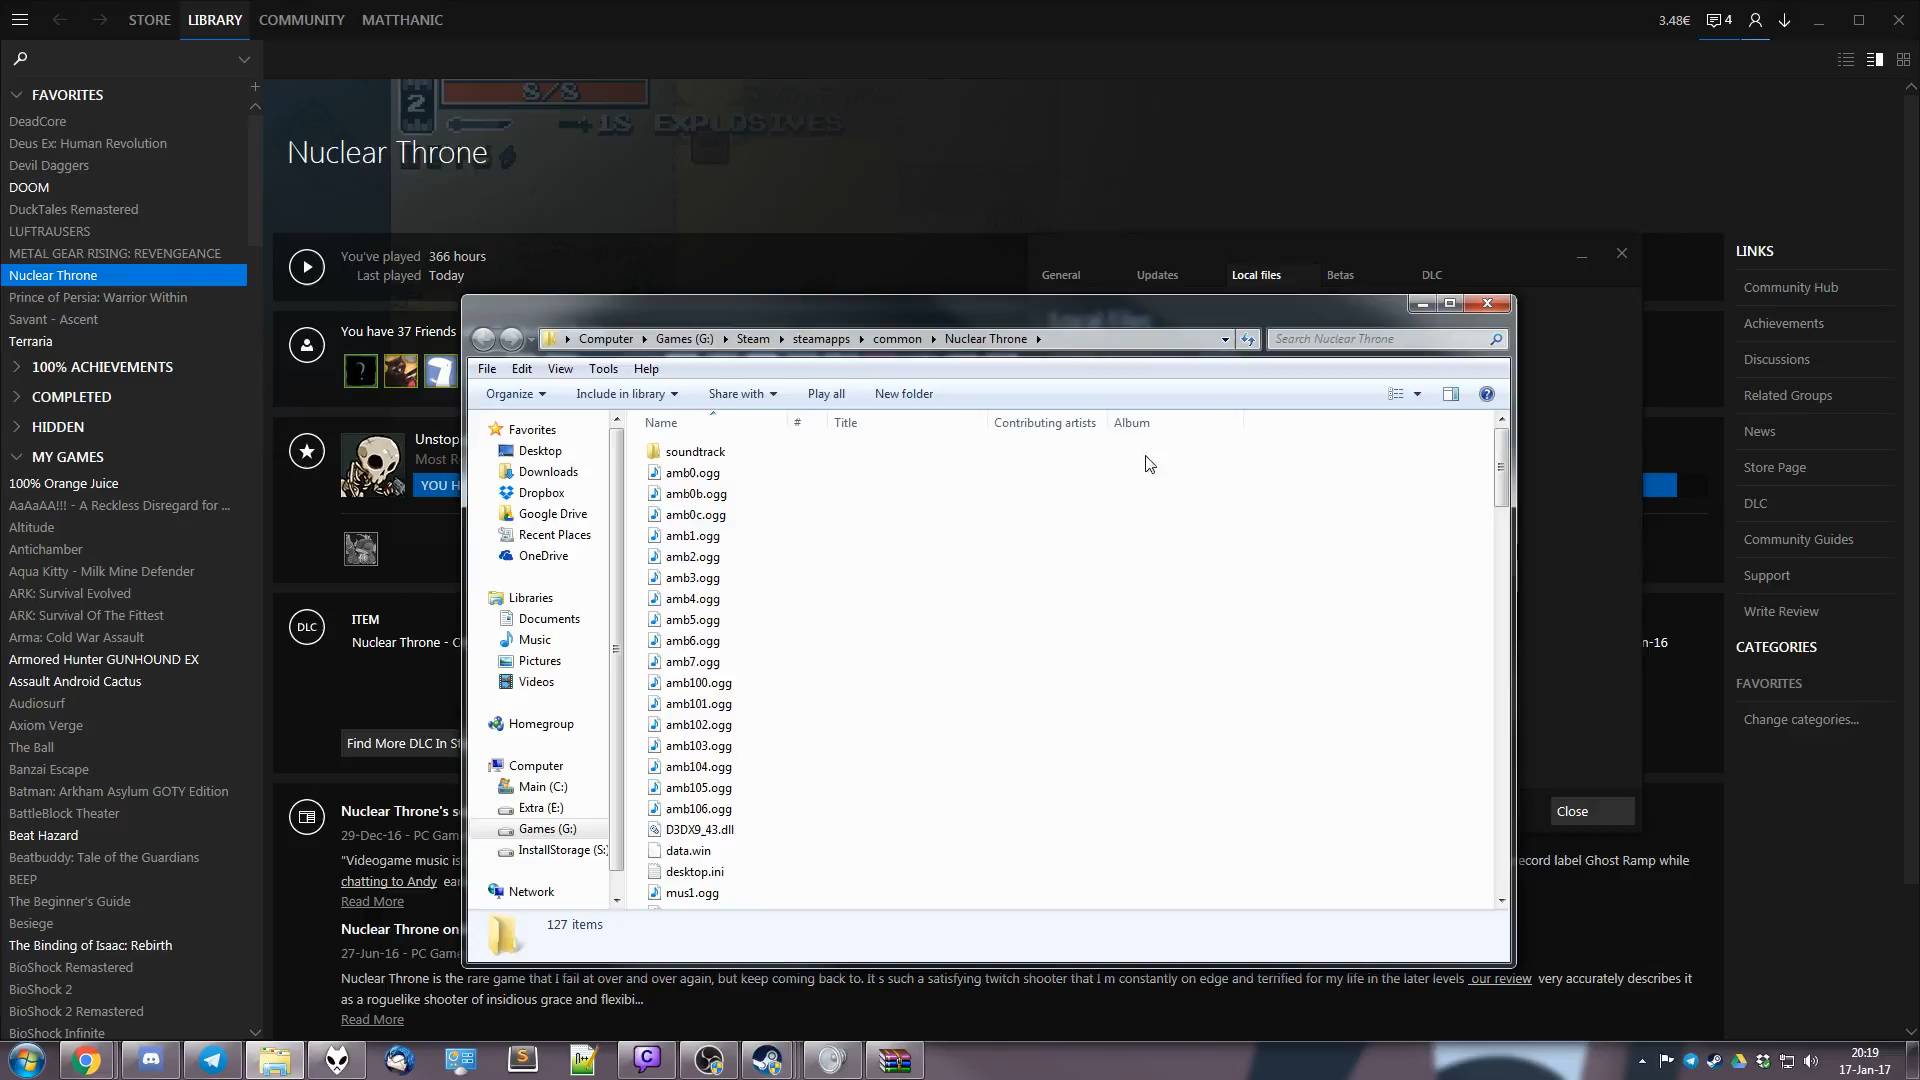 STORE LIBRARY COMMUNITY MATTHANIC 3.48€ 4
FAVORITES
DeadCore
Deus Ex: Human Revolution
Devil Daggers
DOOM
DuckTales Remastered
LUFTRAUSERS
METAL GEAR RISING: REVENGEANCE
Nuclear Throne
Prince of Persia: Warrior Within
Savant - Ascent
Terraria
100% ACHIEVEMENTS
COMPLETED
HIDDEN
MY GAMES
100% Orange Juice
AaAaAA!!! - A Reckless Disregard for ...
Altitude
Antichamber
Aqua Kitty - Milk Mine Defender
ARK: Survival Evolved
ARK: Survival Of The Fittest
Arma: Cold War Assault
Armored Hunter GUNHOUND EX
Assault Android Cactus
Audiosurf
Axiom Verge
The Ball
Banzai Escape
Batman: Arkham Asylum GOTY Edition
BattleBlock Theater
Beat Hazard
Beatbuddy: Tale of the Guardians
BEEP
The Beginner's Guide
Besiege
The Binding of Isaac: Rebirth
BioShock Remastered
BioShock 2
BioShock 2 Remastered
BioShock Infinite
2 8/8
18 EXPLOSIVES
Nuclear Throne
You've played 366 hours
Last played Today
You have 37 Friends
Unstop
Most R
YOU H
DLC
ITEM
Nuclear Throne - C
n-16
Find More DLC In St
Nuclear Throne's s
29-Dec-16 - PC Gam
"Videogame music is
ecord label Ghost Ramp while
chatting to Andy ea
Read More
Nuclear Throne on
27-Jun-16 - PC Game
Nuclear Throne is the rare game that I fail at over and over again, but keep coming back to. It s such a satisfying twitch shooter that I m constantly on edge and terrified for my life in the later levels our review very accurately describes it
as a roguelike shooter of insidious grace and flexibi...
Read More
General Updates Local files Betas DLC
Close
Computer Games (G:) Steam steamapps common Nuclear Throne
Search Nuclear Throne
File Edit View Tools Help
Organize Include in library Share with Play all New folder
Favorites
Desktop
Downloads
Dropbox
Google Drive
Recent Places
OneDrive
Libraries
Documents
Music
Pictures
Videos
Homegroup
Computer
Main (C:)
Extra (E:)
Games (G:)
InstallStorage (S:
Network
Name # Title Contributing artists Album
soundtrack
amb0.ogg
amb0b.ogg
amb0c.ogg
amb1.ogg
amb2.ogg
amb3.ogg
amb4.ogg
amb5.ogg
amb6.ogg
amb7.ogg
amb100.ogg
amb101.ogg
amb102.ogg
amb103.ogg
amb104.ogg
amb105.ogg
amb106.ogg
D3DX9_43.dll
data.win
desktop.ini
mus1.ogg
127 items
LINKS
Community Hub
Achievements
Discussions
Related Groups
News
Store Page
DLC
Community Guides
Support
Write Review
CATEGORIES
FAVORITES
Change categories...
20:19
17-Jan-17